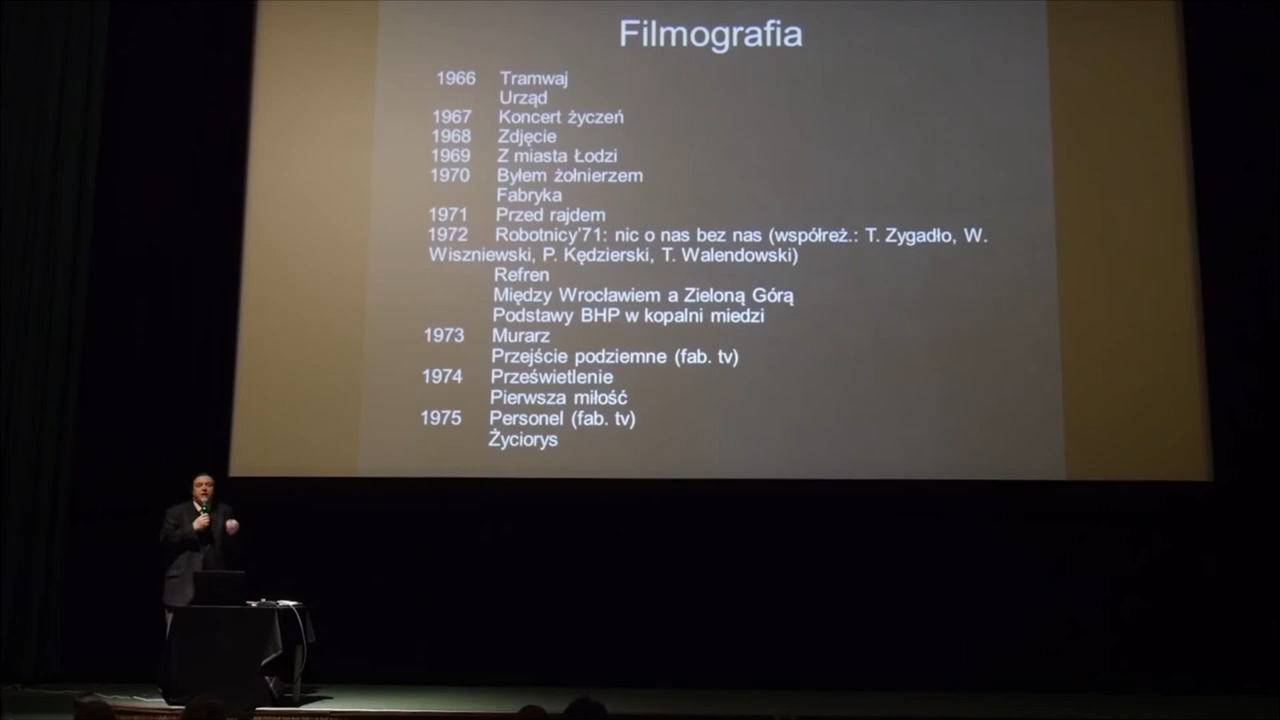 Filmografia
1966 Tramwaj
Urząd
1967 Koncert życzeń
1968 Zdjęcie
1969 Z miasta Łodzi
1970 Byłem żołnierzem
Fabryka
1971 Przed rajdem
1972 Robotnicy'71: nic o nas bez nas (współreż.: T. Zygadło, W.
Wiszniewski, P. Kędzierski, T. Walendowski)
Refren
Między Wrocławiem a Zieloną Górą
Podstawy BHP w kopalni miedzi
1973 Murarz
Przejście podziemne (fab. tv)
1974 Prześwietlenie
Pierwsza miłość
1975 Personel (fab. tv)
Życiorys